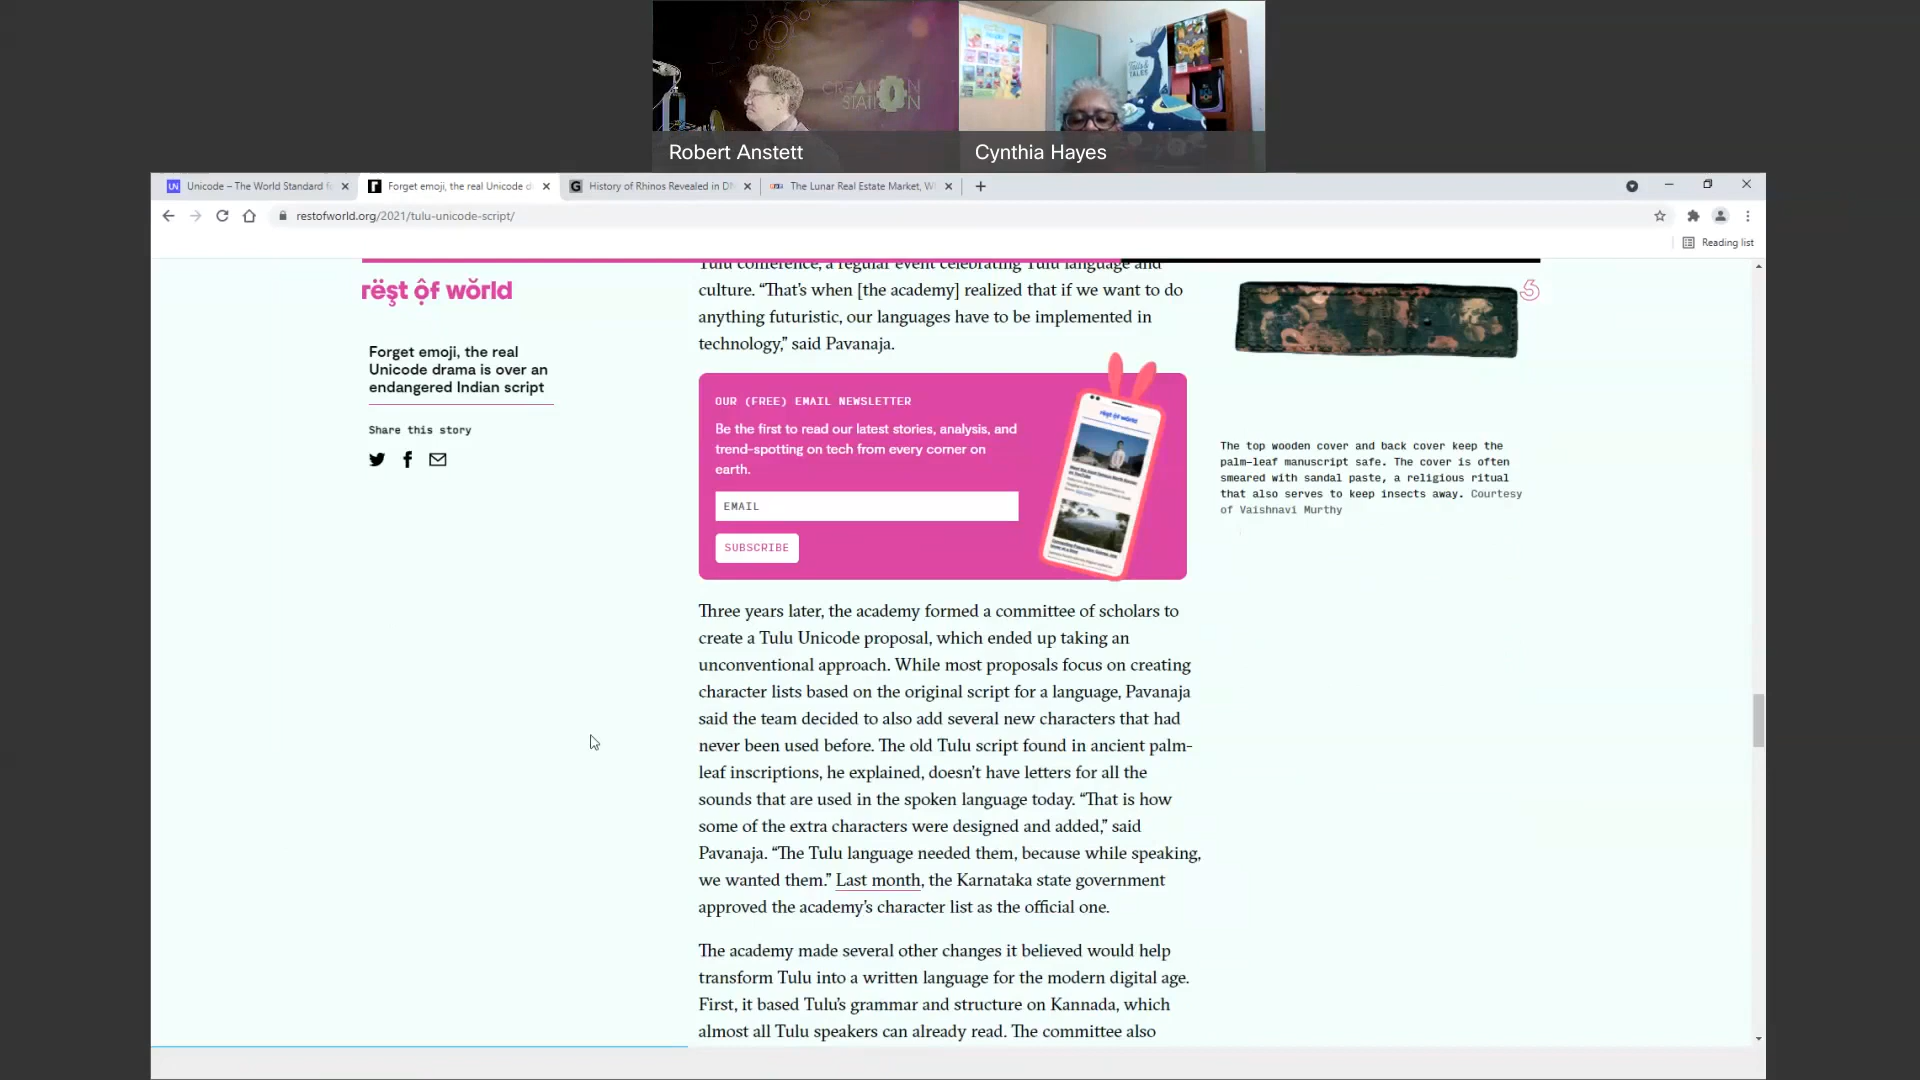 CREATION
STATION
Tails &
TALES
Robert Anstett
Cynthia Hayes
Unicode – The World Standard f
Forget emoji, the real Unicode d
History of Rhinos Revealed in DN
The Lunar Real Estate Market, W
restofworld.org/2021/tulu-unicode-script/
Reading list
rëşt ộf wŏrld
Forget emoji, the real
Unicode drama is over an
endangered Indian script
Share this story
Tulu conference, a regular event celebrating Tulu language and
culture. “That’s when [the academy] realized that if we want to do
anything futuristic, our languages have to be implemented in
technology,” said Pavanaja.
OUR (FREE) EMAIL NEWSLETTER
Be the first to read our latest stories, analysis, and
trend-spotting on tech from every corner on
earth.
EMAIL
SUBSCRIBE
rëşt ộf wŏrld
Three years later, the academy formed a committee of scholars to
create a Tulu Unicode proposal, which ended up taking an
unconventional approach. While most proposals focus on creating
character lists based on the original script for a language, Pavanaja
said the team decided to also add several new characters that had
never been used before. The old Tulu script found in ancient palm-
leaf inscriptions, he explained, doesn’t have letters for all the
sounds that are used in the spoken language today. “That is how
some of the extra characters were designed and added,” said
Pavanaja. “The Tulu language needed them, because while speaking,
we wanted them.” Last month, the Karnataka state government
approved the academy’s character list as the official one.
The academy made several other changes it believed would help
transform Tulu into a written language for the modern digital age.
First, it based Tulu’s grammar and structure on Kannada, which
almost all Tulu speakers can already read. The committee also
The top wooden cover and back cover keep the
palm-leaf manuscript safe. The cover is often
smeared with sandal paste, a religious ritual
that also serves to keep insects away. Courtesy
of Vaishnavi Murthy